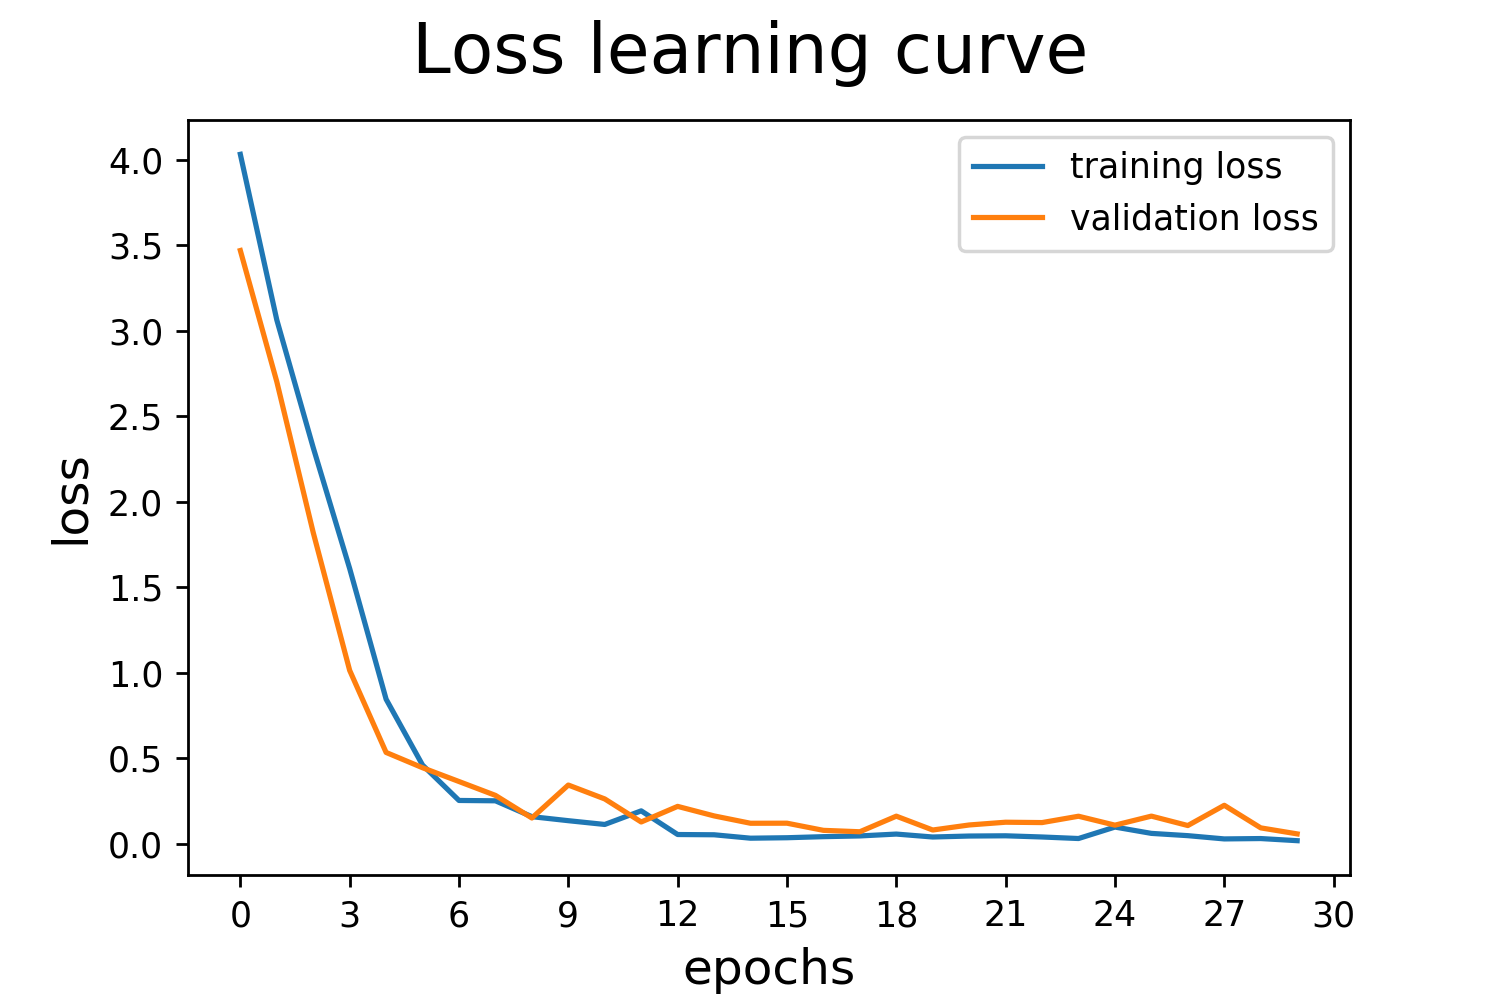 Loss learning curve
training loss
validation loss
4.0
3.5
3.0
2.5
2.0
1.5
1.0
0.5
0.0
loss
0 3 6 9 12 15 18 21 24 27 30
epochs